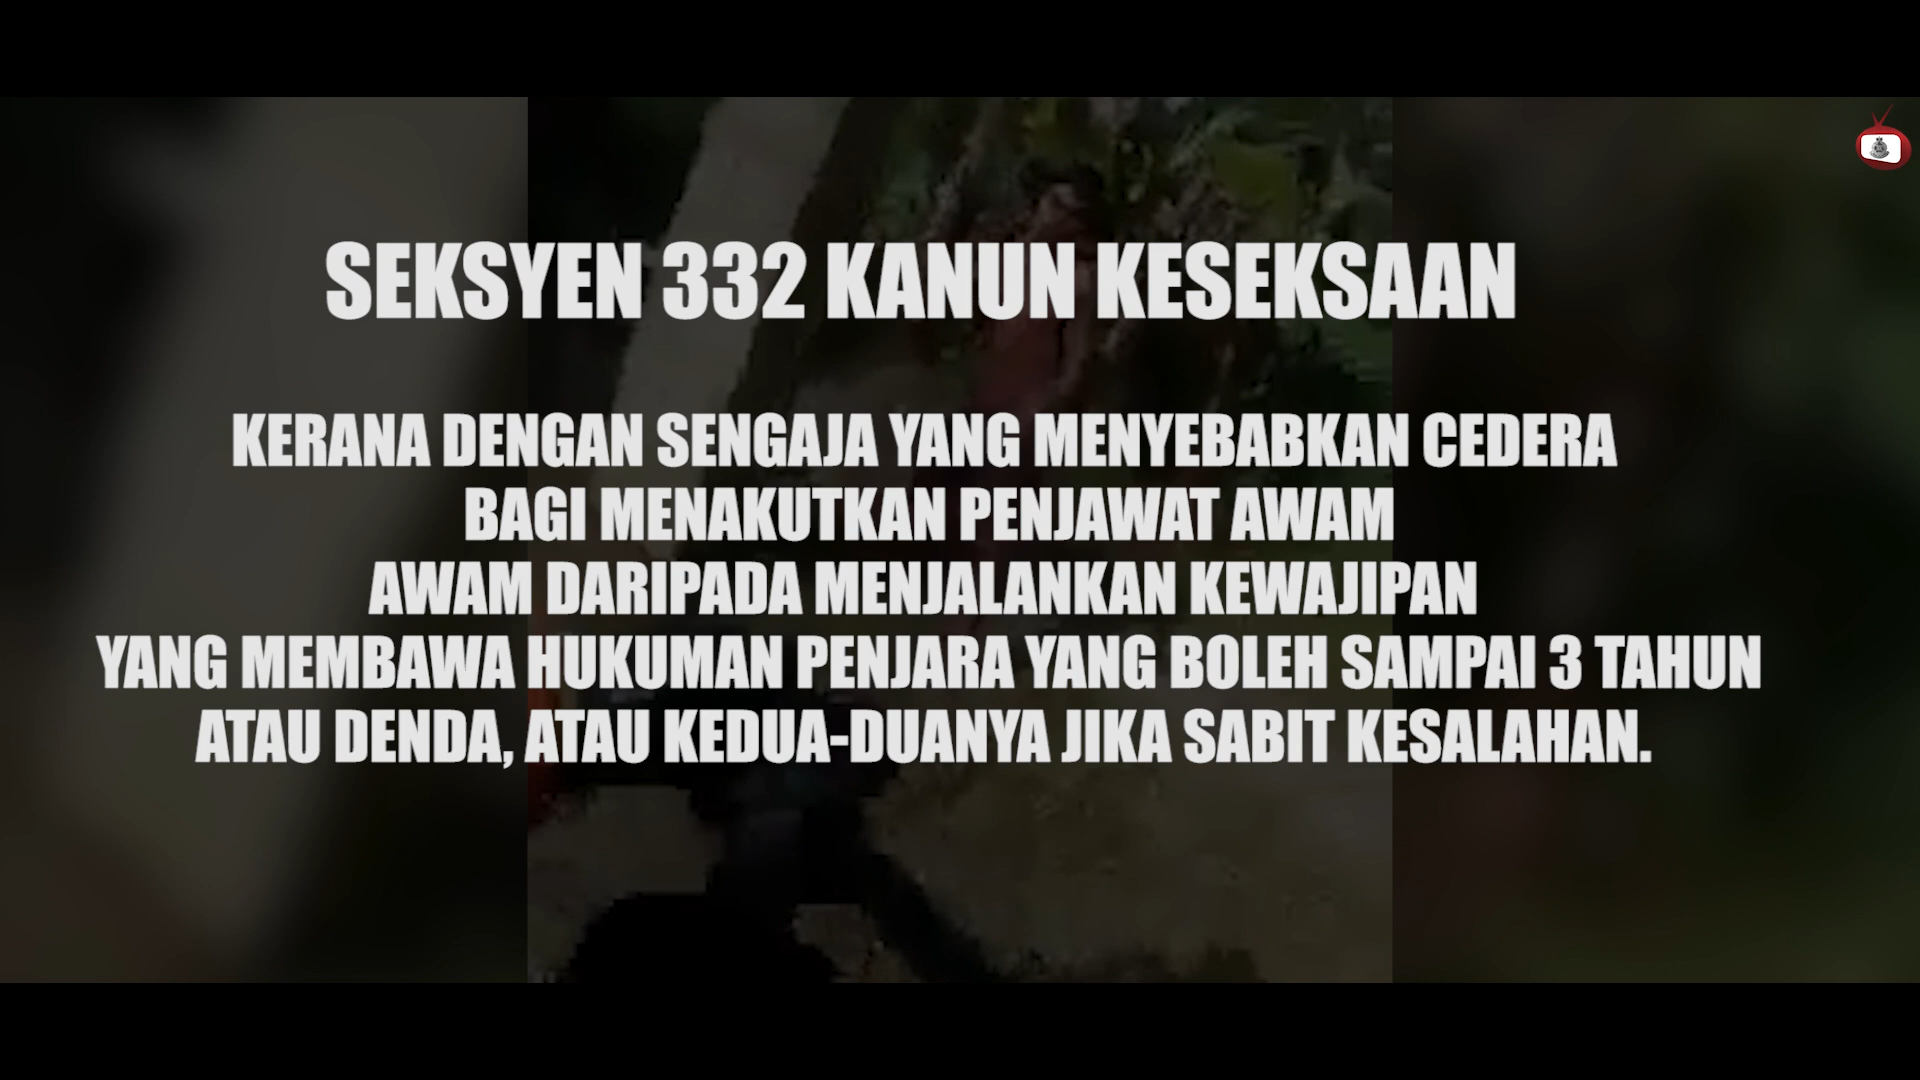 SEKSYEN 332 KANUN KESEKSAAN
KERANA DENGAN SENGAJA YANG MENYEBABKAN CEDERA
BAGI MENAKUTKAN PENJAWAT AWAM
AWAM DARIPADA MENJALANKAN KEWAJIPAN
YANG MEMBAWA HUKUMAN PENJARA YANG BOLEH SAMPAI 3 TAHUN
ATAU DENDA, ATAU KEDUA-DUANYA JIKA SABIT KESALAHAN.